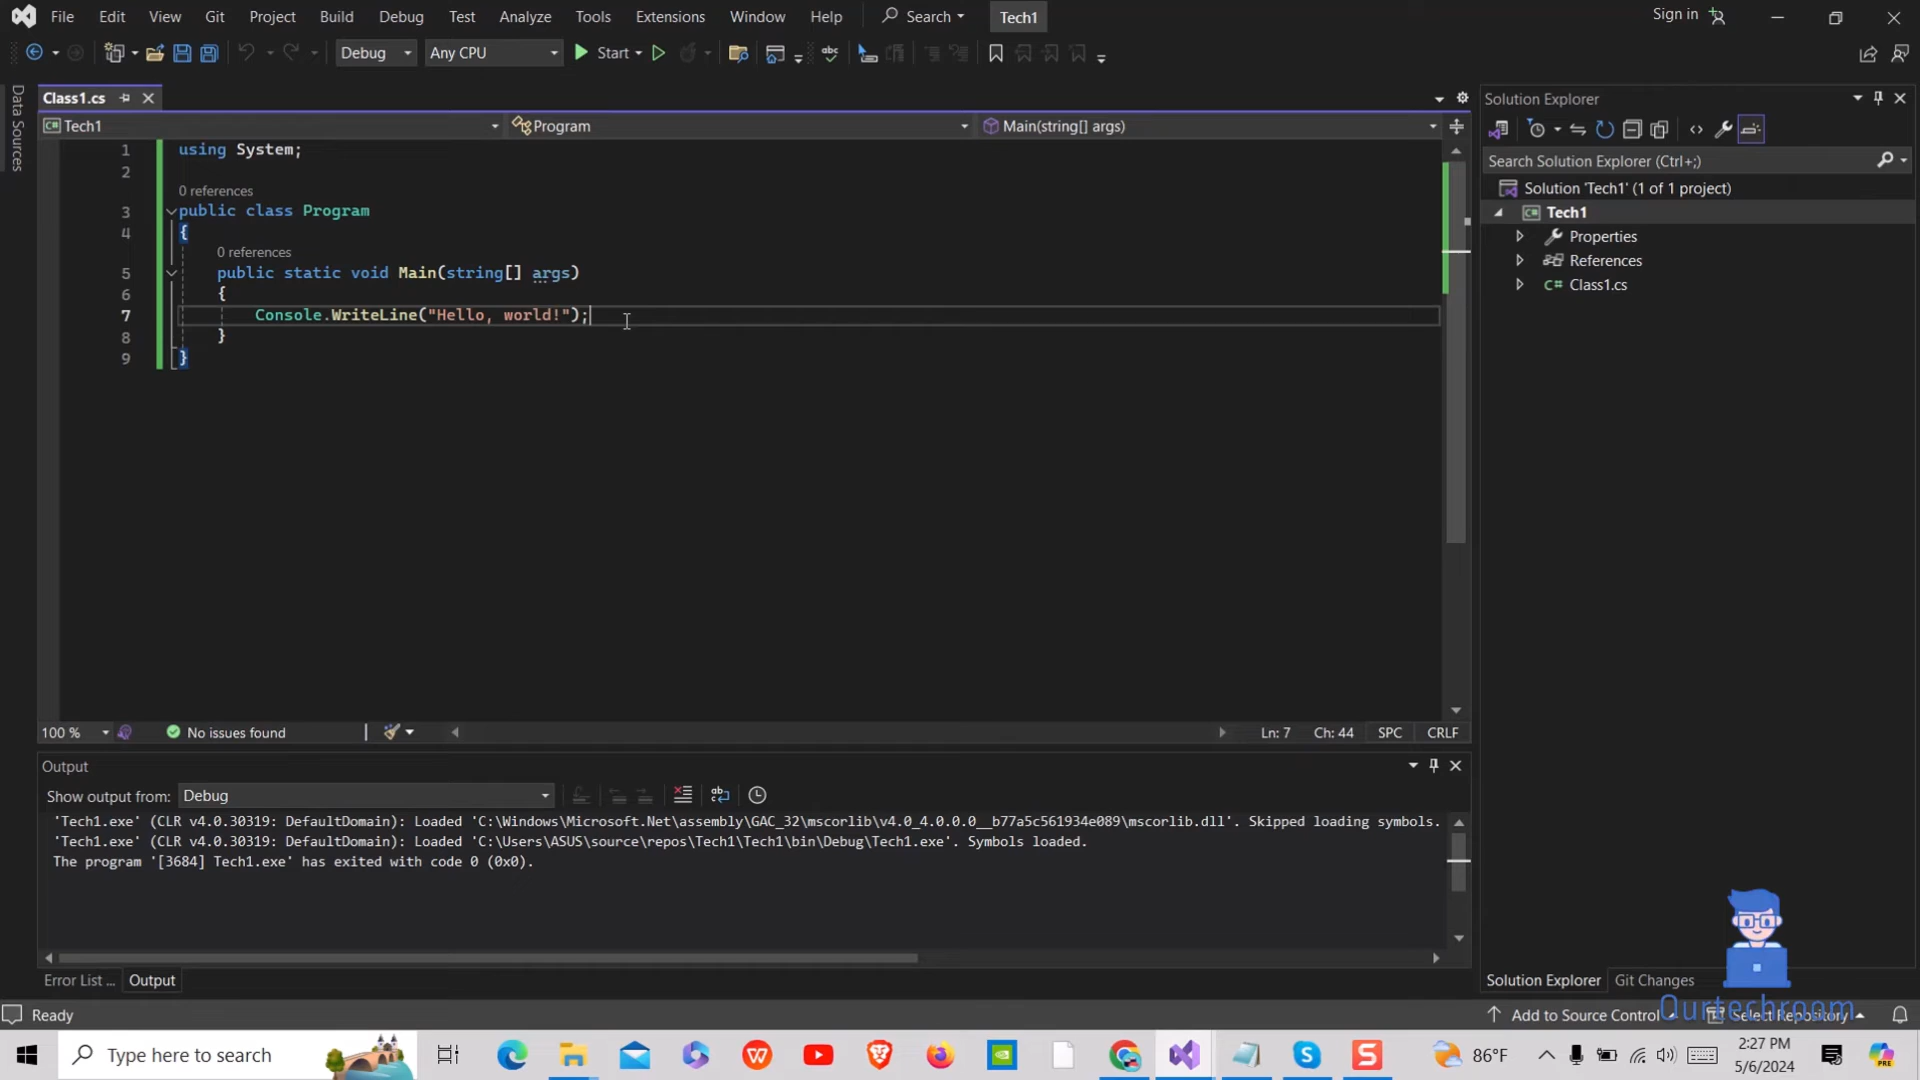 File Edit View Git Project Build Debug Test Analyze Tools Extensions Window Help Search Tech1 Sign in
Debug Any CPU Start
Data Sources
Class1.cs
Tech1 Program Main(string[] args)
1 using System;
2
0 references
3 public class Program
4 {
0 references
5 public static void Main(string[] args)
6 {
7 Console.WriteLine("Hello, world!");
8 }
9 }
100 % No issues found Ln: 7 Ch: 44 SPC CRLF
Output
Show output from: Debug
'Tech1.exe' (CLR v4.0.30319: DefaultDomain): Loaded 'C:\Windows\Microsoft.Net\assembly\GAC_32\mscorlib\v4.0_4.0.0.0__b77a5c561934e089\mscorlib.dll'. Skipped loading symbols.
'Tech1.exe' (CLR v4.0.30319: DefaultDomain): Loaded 'C:\Users\ASUS\source\repos\Tech1\Tech1\bin\Debug\Tech1.exe'. Symbols loaded.
The program '[3684] Tech1.exe' has exited with code 0 (0x0).
Error List ... Output
Solution Explorer
Search Solution Explorer (Ctrl+;)
Solution 'Tech1' (1 of 1 project)
Tech1
Properties
References
Class1.cs
Solution Explorer Git Changes
Ourtechroom
Ready Add to Source Control Select Repository
Type here to search 86°F 2:27 PM
5/6/2024
PRE